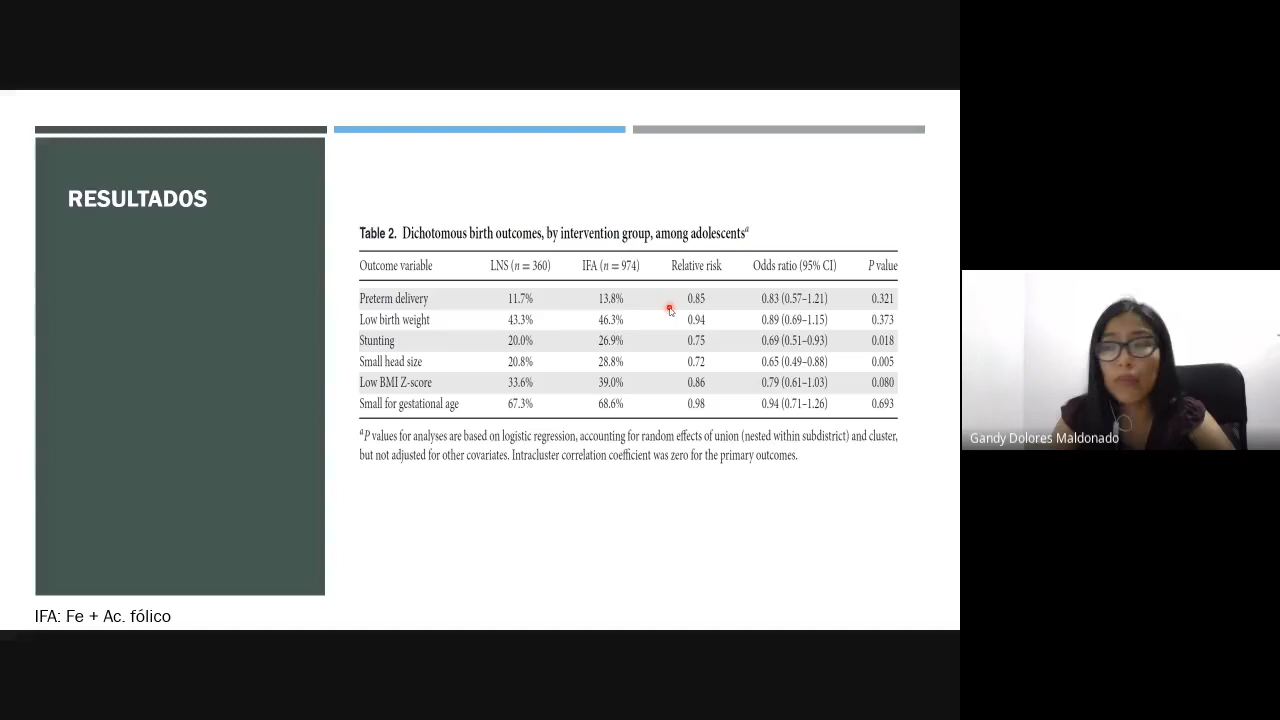 RESULTADOS
Table 2. Dichotomous birth outcomes, by intervention group, among adolescentsᵃ
Outcome variable LNS (n = 360) IFA (n = 974) Relative risk Odds ratio (95% CI) P value
Preterm delivery 11.7% 13.8% 0.85 0.83 (0.57–1.21) 0.321
Low birth weight 43.3% 46.3% 0.94 0.89 (0.69–1.15) 0.373
Stunting 20.0% 26.9% 0.75 0.69 (0.51–0.93) 0.018
Small head size 20.8% 28.8% 0.72 0.65 (0.49–0.88) 0.005
Low BMI Z-score 33.6% 39.0% 0.86 0.79 (0.61–1.03) 0.080
Small for gestational age 67.3% 68.6% 0.98 0.94 (0.71–1.26) 0.693
ᵃP values for analyses are based on logistic regression, accounting for random effects of union (nested within subdistrict) and cluster,
but not adjusted for other covariates. Intracluster correlation coefficient was zero for the primary outcomes.
IFA: Fe + Ac. fólico
Gandy Dolores Maldonado